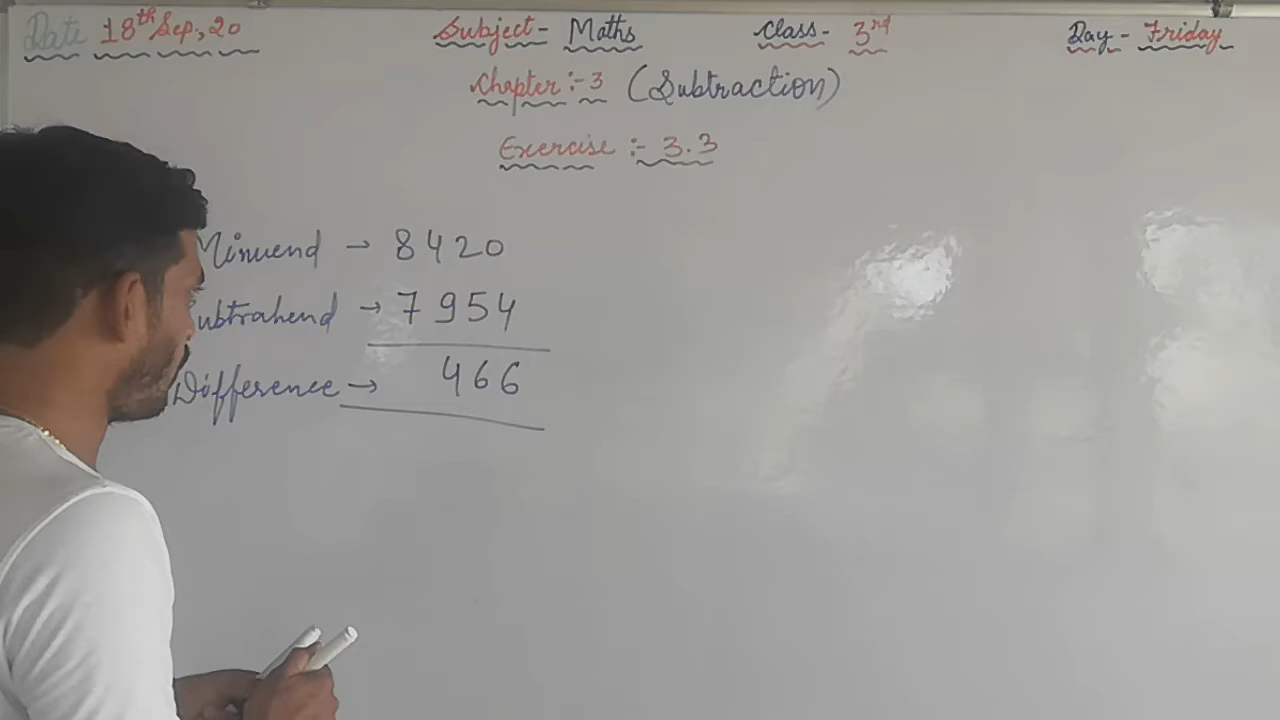 Date 18th Sep, 20 Subject- Maths Class- 3rd Day - Friday
Chapter :- 3 (Subtraction)
Exercise :- 3.3
Minuend → 8420
ubtrahend → 7954
Difference → 466